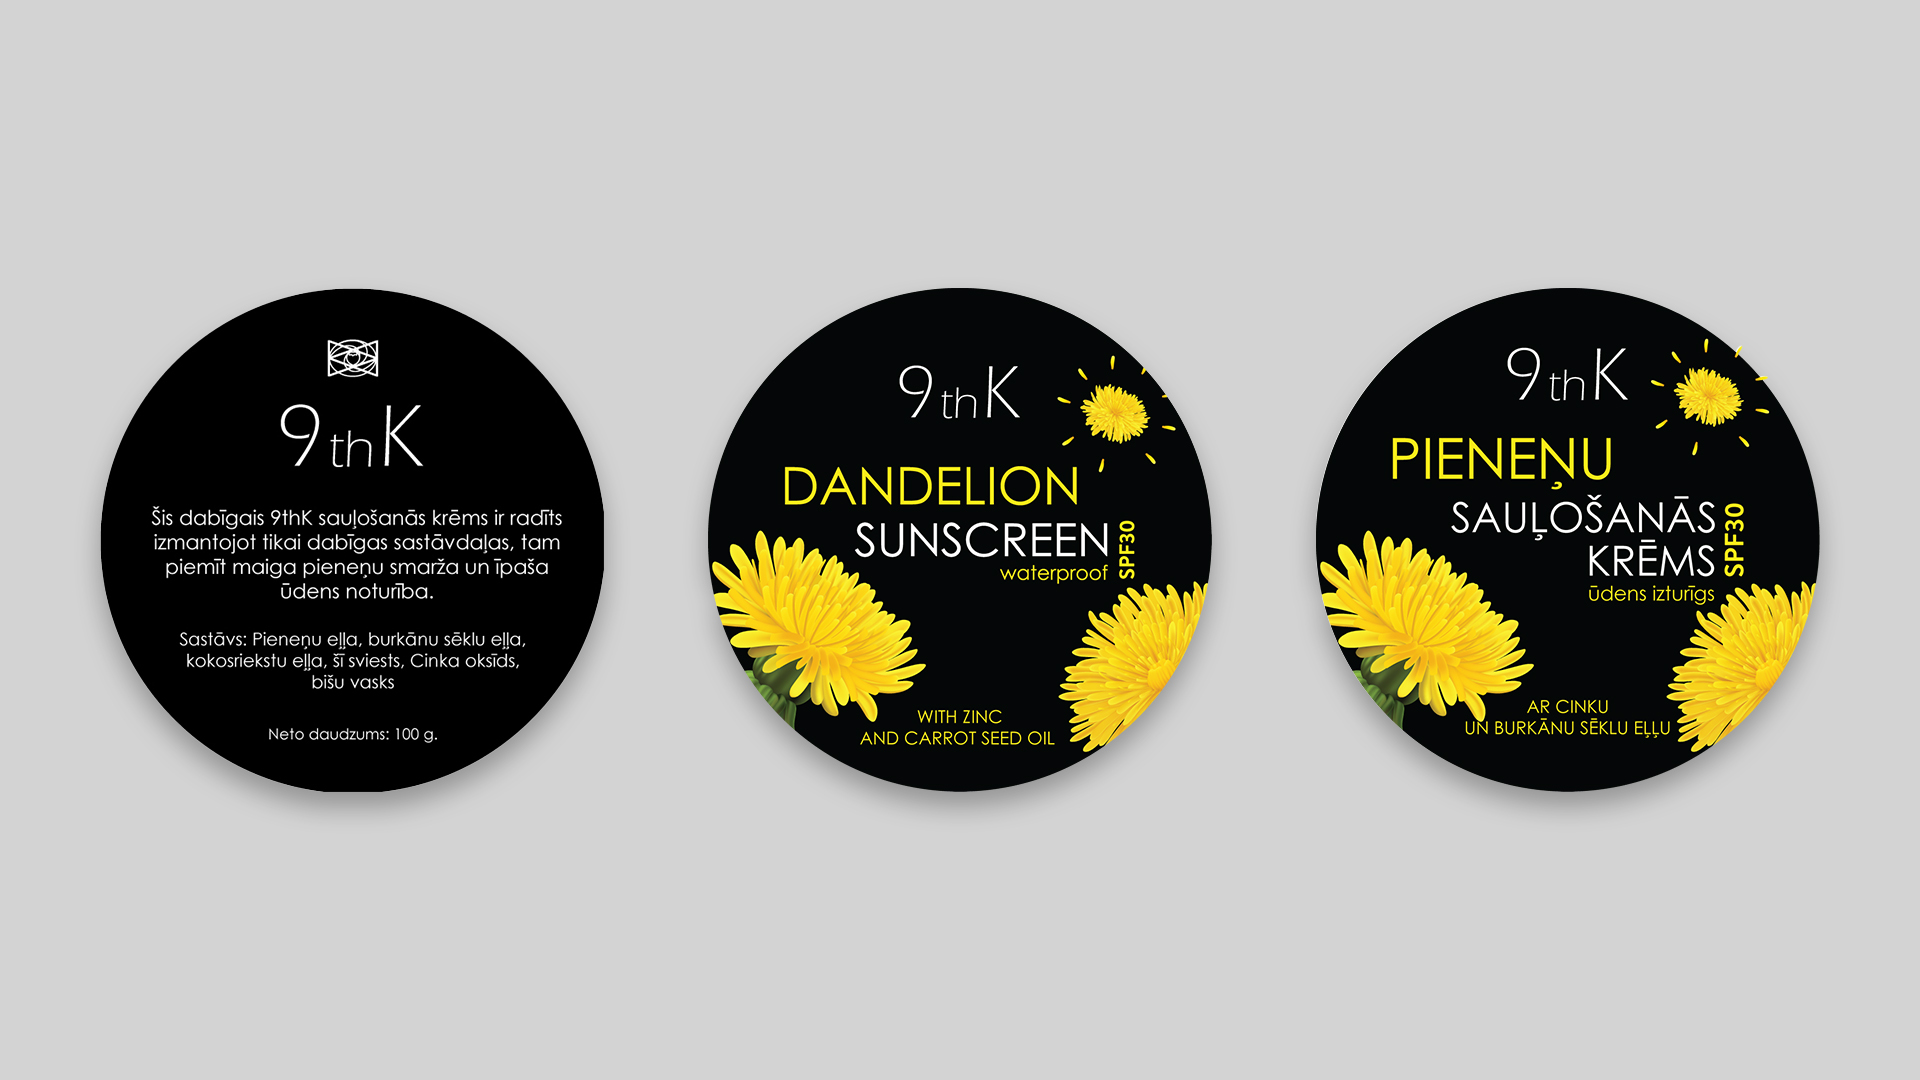 9thK
Šis dabīgais 9thK sauļošanās krēms ir radīts
izmantojot tikai dabīgas sastāvdaļas, tam
piemīt maiga pieneņu smarža un īpaša
ūdens noturība.
Sastāvs: Pieneņu eļļa, burkānu sēklu eļļa,
kokosriekstu eļļa, šī sviests, Cinka oksīds,
bišu vasks
Neto daudzums: 100 g.
9thK
DANDELION
SUNSCREEN
SPF30
waterproof
WITH ZINC
AND CARROT SEED OIL
9thK
PIENEŅU
SAUĻOŠANĀS
KRĒMS
SPF30
ūdens izturīgs
AR CINKU
UN BURKĀNU SĒKLU EĻĻU